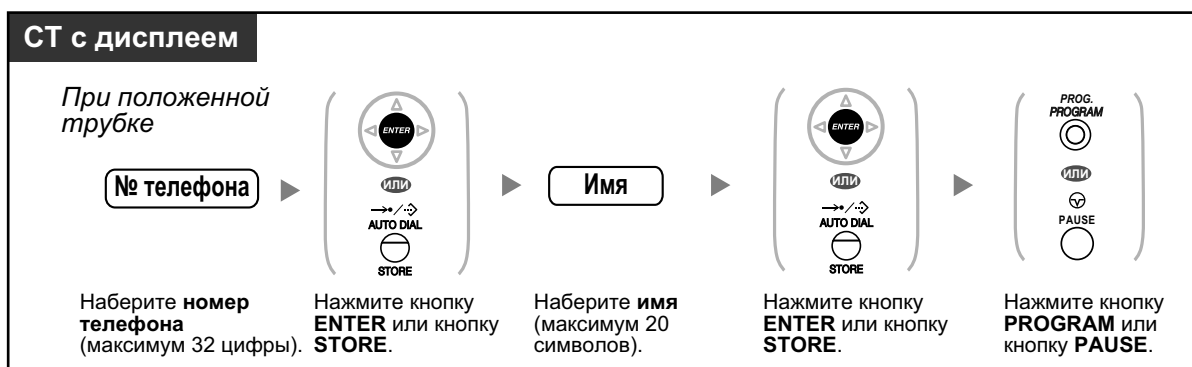 СТ с дисплеем
При положенной
трубке
№ телефона
ENTER
ИЛИ
AUTO DIAL
STORE
Имя
ENTER
ИЛИ
AUTO DIAL
STORE
PROG.
PROGRAM
ИЛИ
PAUSE
Наберите номер
телефона
(максимум 32 цифры).
Нажмите кнопку
ENTER или кнопку
STORE.
Наберите имя
(максимум 20
символов).
Нажмите кнопку
ENTER или кнопку
STORE.
Нажмите кнопку
PROGRAM или
кнопку PAUSE.